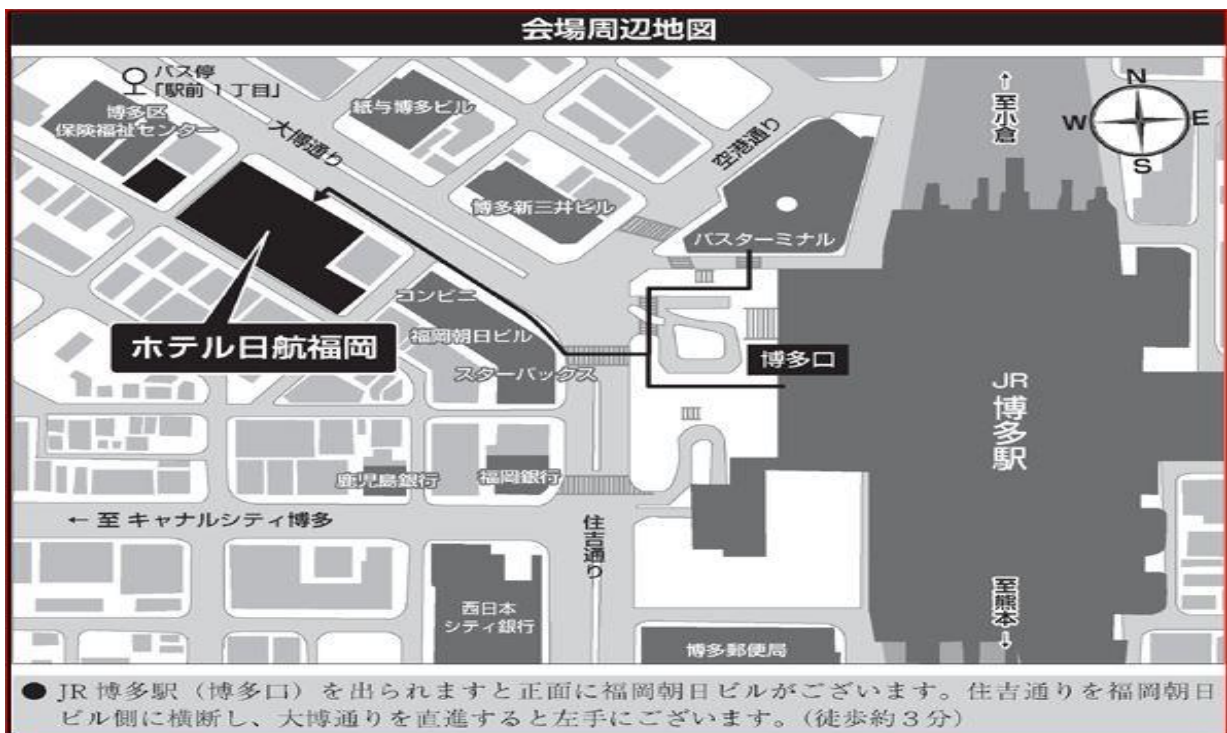 会場周辺地図
バス停
「駅前1丁目」
博多区
保険福祉センター
大博通り
紙与博多ビル
空港通り
博多新三井ビル
バスターミナル
↑至小倉
N
W
E
S
コンビニ
福岡朝日ビル
スターバックス
ホテル日航福岡
博多口
JR
博多駅
鹿児島銀行
福岡銀行
← 至 キャナルシティ博多
住吉通り
西日本
シティ銀行
博多郵便局
至熊本↓
● JR 博多駅（博多口）を出られますと正面に福岡朝日ビルがございます。住吉通りを福岡朝日
ビル側に横断し、大博通りを直進すると左手にございます。（徒歩約3分）